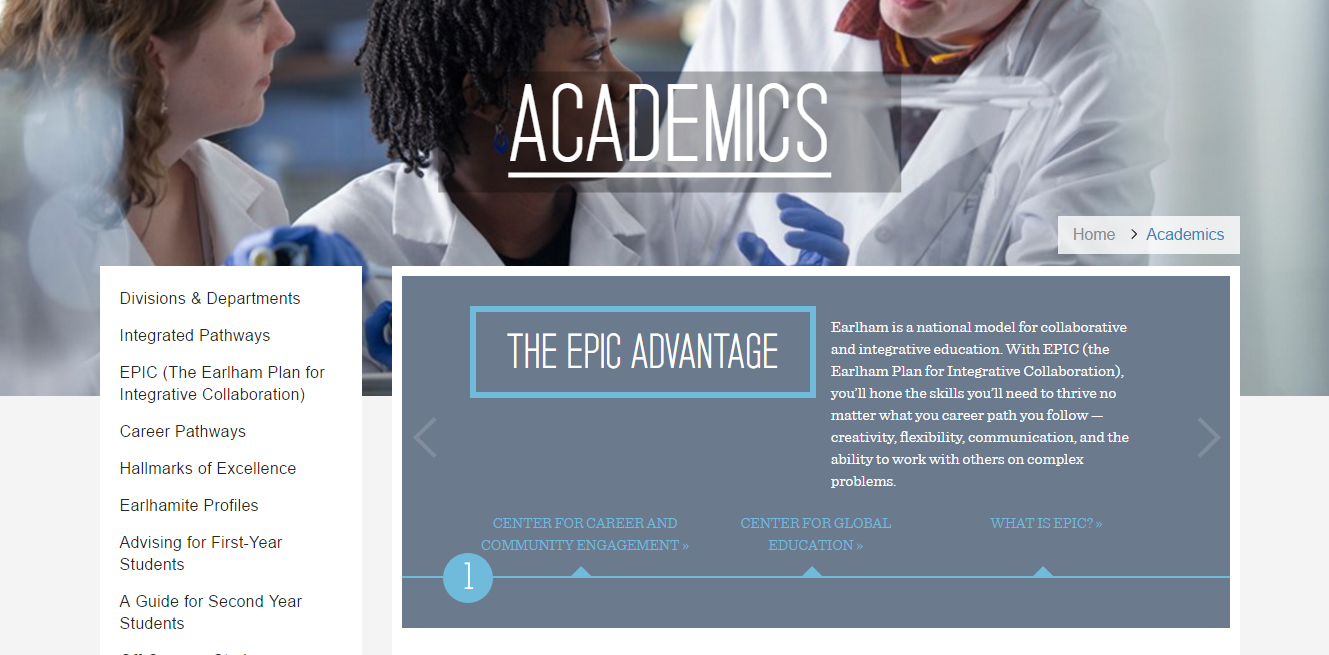 ACADEMICS
Home > Academics
Divisions & Departments
Integrated Pathways
EPIC (The Earlham Plan for
Integrative Collaboration)
Career Pathways
Hallmarks of Excellence
Earlhamite Profiles
Advising for First-Year
Students
A Guide for Second Year
Students
THE EPIC ADVANTAGE
Earlham is a national model for collaborative
and integrative education. With EPIC (the
Earlham Plan for Integrative Collaboration),
you'll hone the skills you'll need to thrive no
matter what you career path you follow —
creativity, flexibility, communication, and the
ability to work with others on complex
problems.
CENTER FOR CAREER AND
COMMUNITY ENGAGEMENT »
CENTER FOR GLOBAL
EDUCATION »
WHAT IS EPIC? »
1